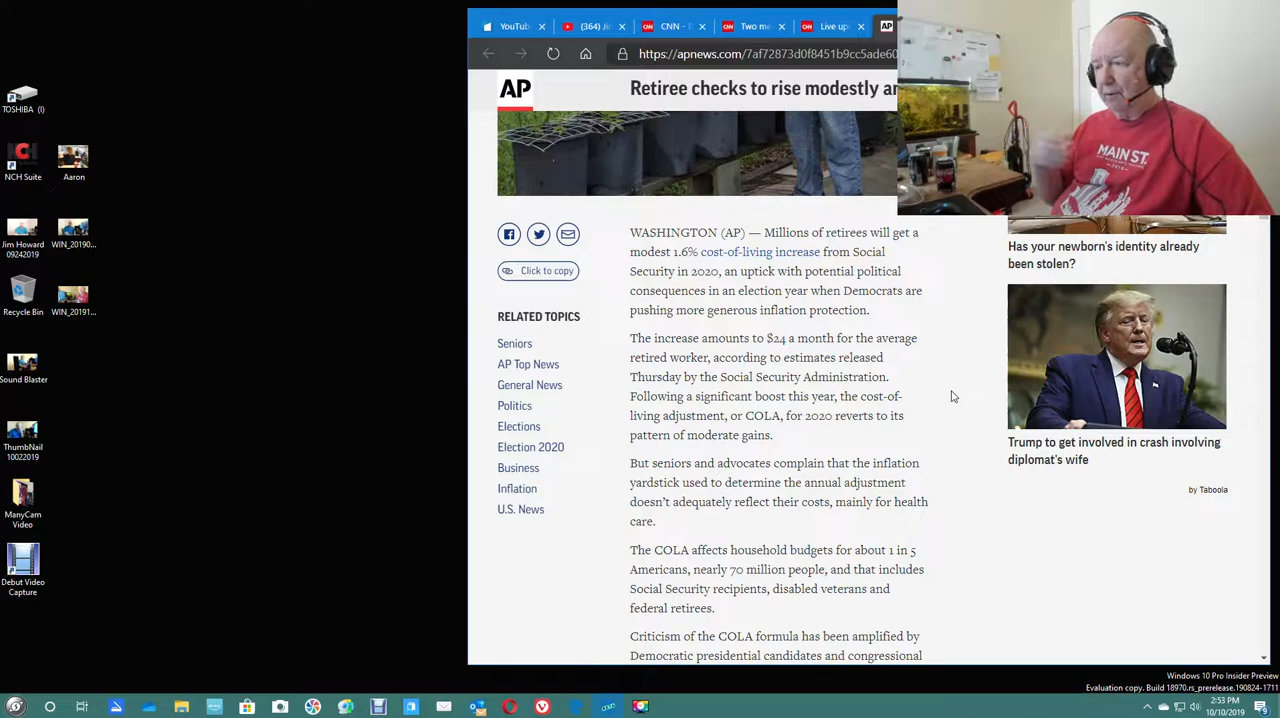 YouTub
(364) Ji
CNN - B
Two me
Live up
AP
https://apnews.com/7af72873d0f8451b9cc5ade60
AP
Retiree checks to rise modestly a
MAIN ST.
Click to copy
RELATED TOPICS
Seniors
AP Top News
General News
Politics
Elections
Election 2020
Business
Inflation
U.S. News
WASHINGTON (AP) — Millions of retirees will get a
modest 1.6% cost-of-living increase from Social
Security in 2020, an uptick with potential political
consequences in an election year when Democrats are
pushing more generous inflation protection.
The increase amounts to $24 a month for the average
retired worker, according to estimates released
Thursday by the Social Security Administration.
Following a significant boost this year, the cost-of-
living adjustment, or COLA, for 2020 reverts to its
pattern of moderate gains.
But seniors and advocates complain that the inflation
yardstick used to determine the annual adjustment
doesn't adequately reflect their costs, mainly for health
care.
The COLA affects household budgets for about 1 in 5
Americans, nearly 70 million people, and that includes
Social Security recipients, disabled veterans and
federal retirees.
Criticism of the COLA formula has been amplified by
Democratic presidential candidates and congressional
Has your newborn's identity already
been stolen?
Trump to get involved in crash involving
diplomat's wife
by Taboola
TOSHIBA (I)
NCH
NCH Suite
Aaron
Jim Howard
09242019
WIN_20190...
Recycle Bin
WIN_20191...
Sound Blaster
ThumbNail
10022019
ManyCam
Video
Debut Video
Capture
Windows 10 Pro Insider Preview
Evaluation copy. Build 18970.rs_prerelease.190824-1711
2:53 PM
10/10/2019